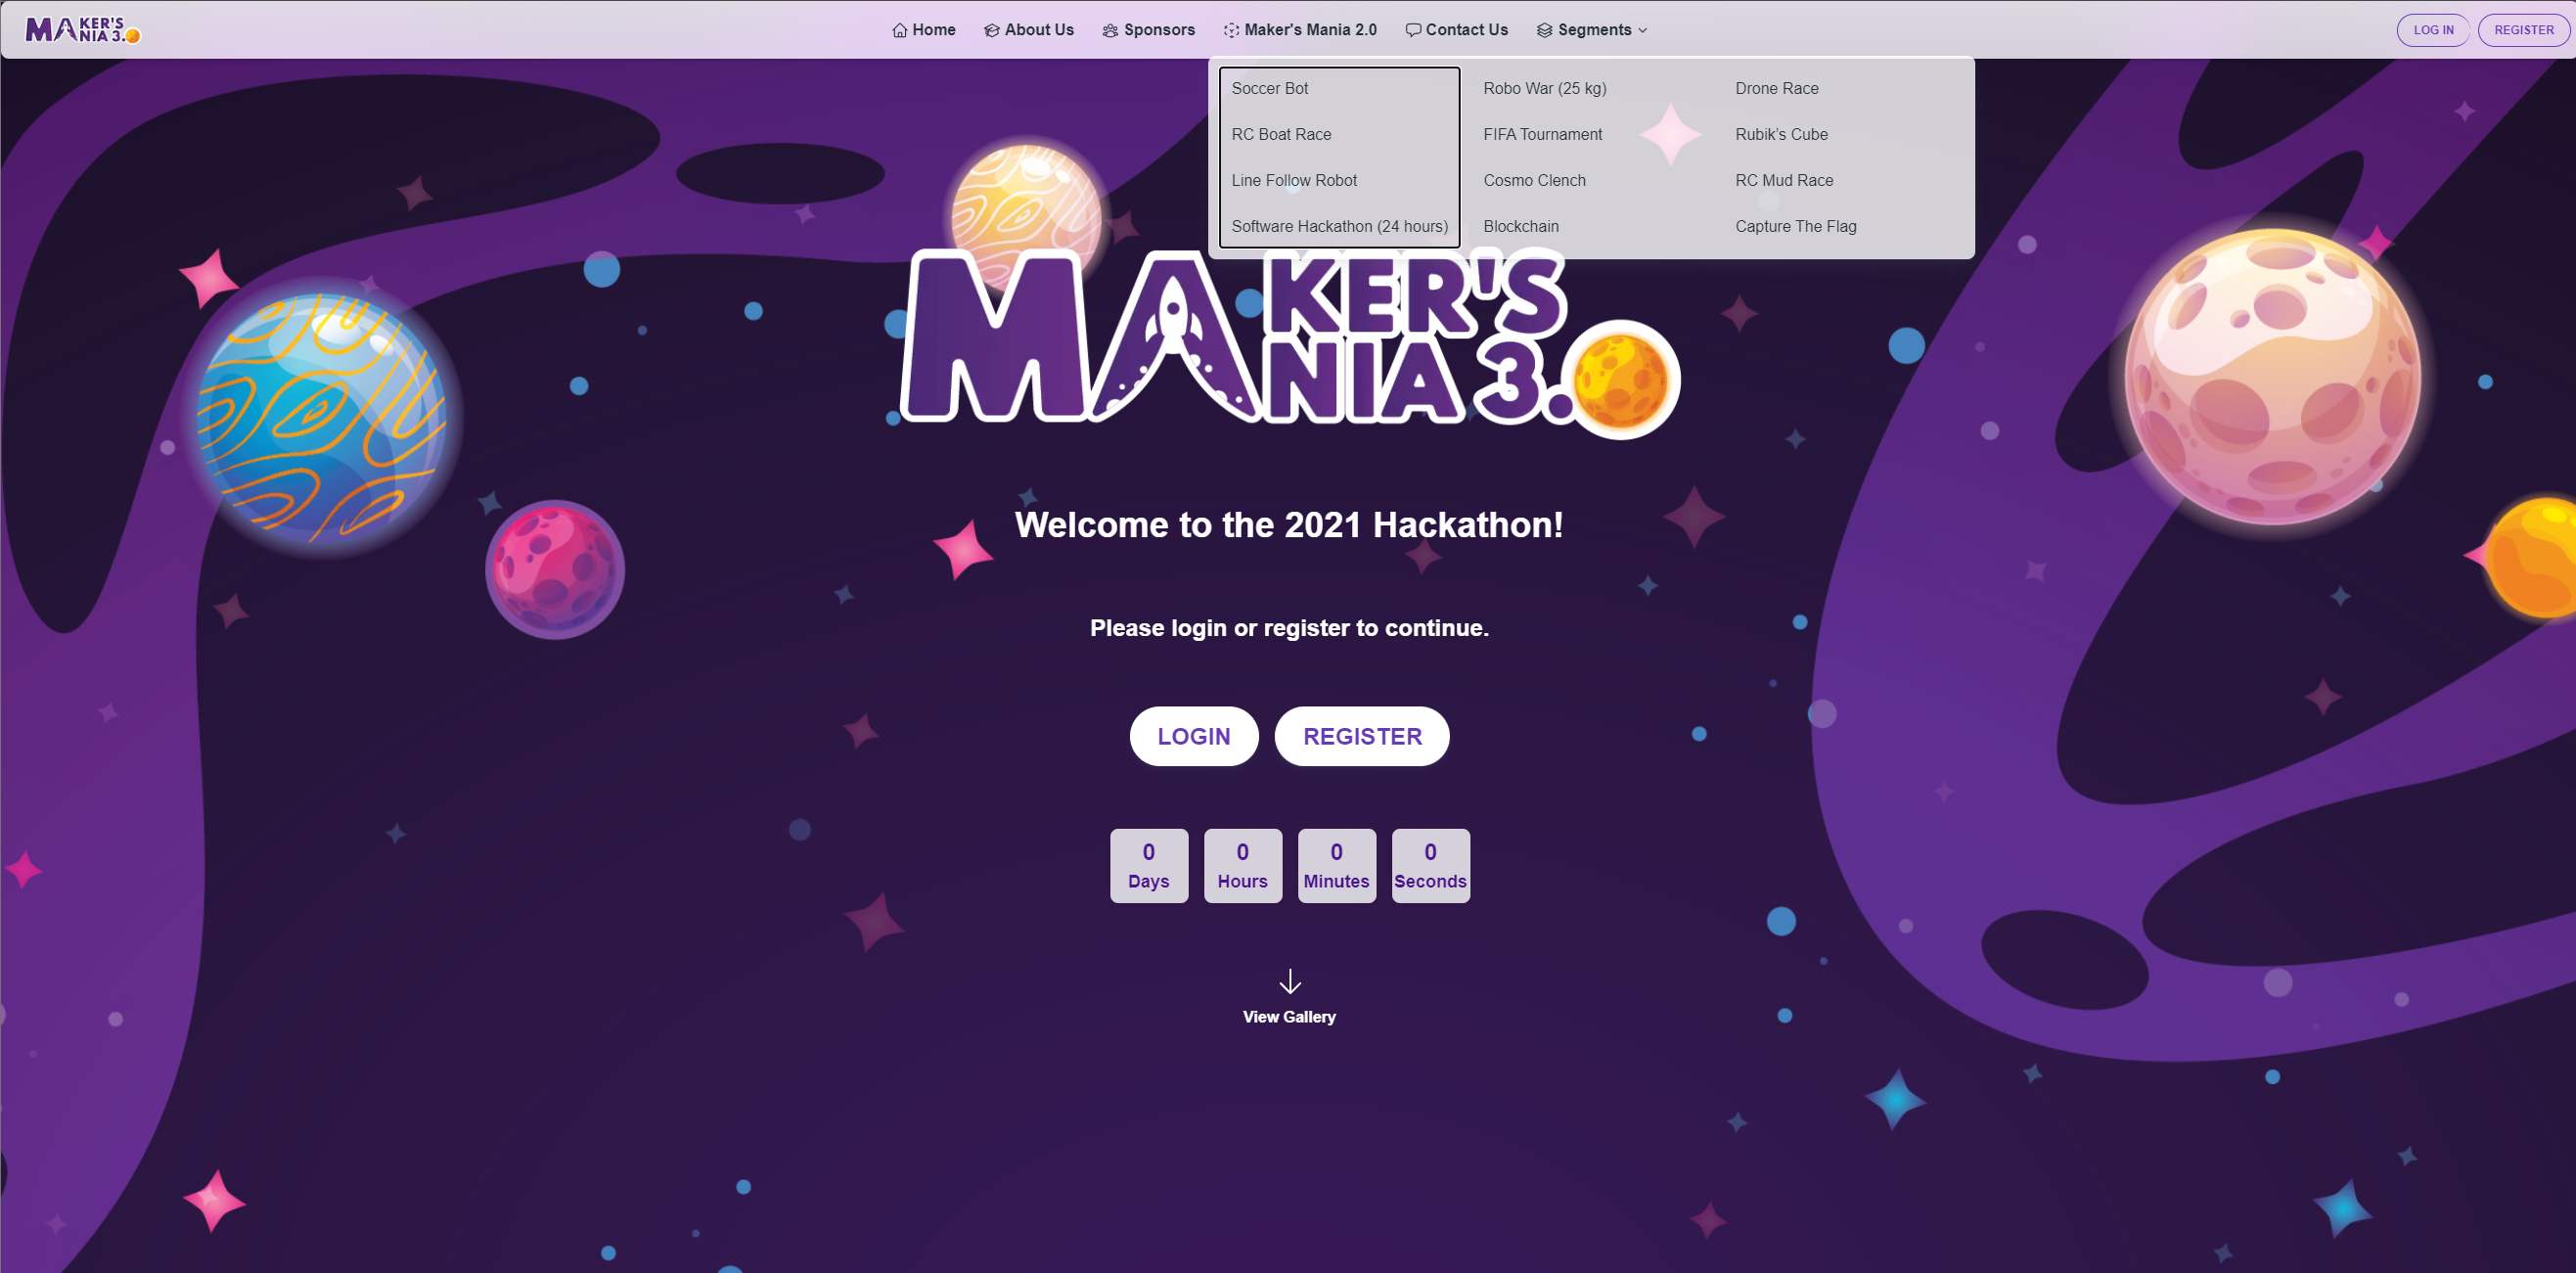 MAKER'S
MANIA 3.0
Home
About Us
Sponsors
Maker's Mania 2.0
Contact Us
Segments
LOG IN
REGISTER
Soccer Bot
Robo War (25 kg)
Drone Race
RC Boat Race
FIFA Tournament
Rubik's Cube
Line Follow Robot
Cosmo Clench
RC Mud Race
Software Hackathon (24 hours)
Blockchain
Capture The Flag
MAKER'S
MANIA 3.0
Welcome to the 2021 Hackathon!
Please login or register to continue.
LOGIN
REGISTER
0 0 0 0
Days Hours Minutes Seconds
View Gallery